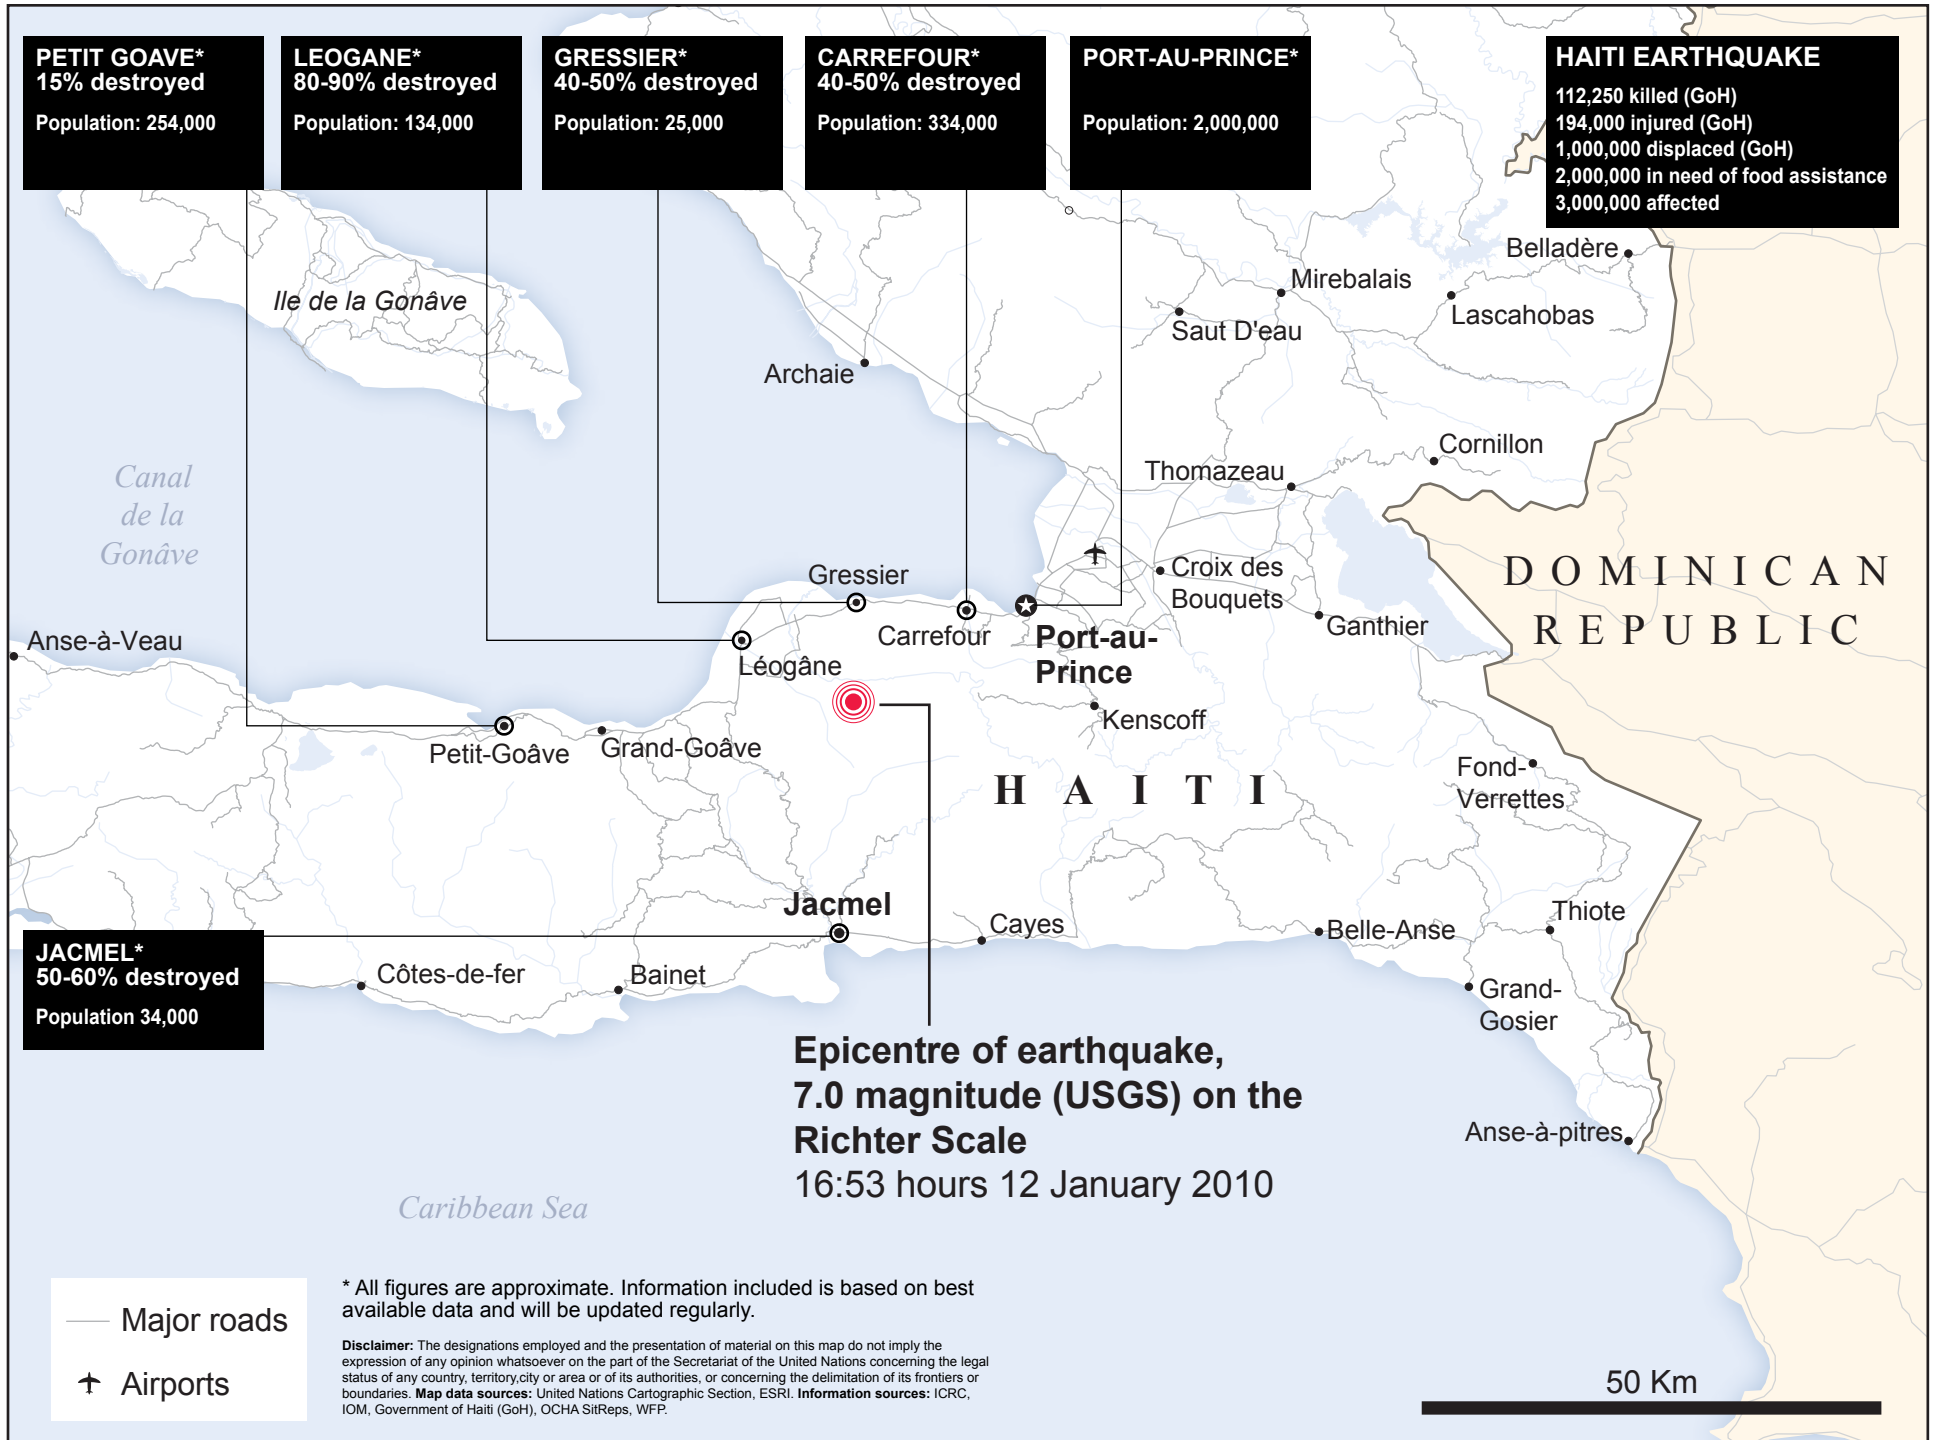 PETIT GOAVE*
15% destroyed
Population: 254,000
LEOGANE*
80-90% destroyed
Population: 134,000
GRESSIER*
40-50% destroyed
Population: 25,000
CARREFOUR*
40-50% destroyed
Population: 334,000
PORT-AU-PRINCE*
Population: 2,000,000
HAITI EARTHQUAKE
112,250 killed (GoH)
194,000 injured (GoH)
1,000,000 displaced (GoH)
2,000,000 in need of food assistance
3,000,000 affected
Belladère
Mirebalais
Ile de la Gonâve
Lascahobas
Saut D'eau
Archaie
Cornillon
Thomazeau
Canal
de la
Gonâve
DOMINICAN
REPUBLIC
Gressier
Croix des
Bouquets
Ganthier
Carrefour
Port-au-
Prince
Anse-à-Veau
Léogâne
Kenscoff
Petit-Goâve
Grand-Goâve
HAITI
Fond-
Verrettes
Jacmel
Cayes
Belle-Anse
Thiote
JACMEL*
50-60% destroyed
Population 34,000
Côtes-de-fer
Bainet
Grand-
Gosier
Epicentre of earthquake,
7.0 magnitude (USGS) on the
Richter Scale
16:53 hours 12 January 2010
Anse-à-pitres
Caribbean Sea
Major roads
Airports
* All figures are approximate. Information included is based on best
available data and will be updated regularly.
Disclaimer: The designations employed and the presentation of material on this map do not imply the
expression of any opinion whatsoever on the part of the Secretariat of the United Nations concerning the legal
status of any country, territory,city or area or of its authorities, or concerning the delimitation of its frontiers or
boundaries. Map data sources: United Nations Cartographic Section, ESRI. Information sources: ICRC,
IOM, Government of Haiti (GoH), OCHA SitReps, WFP.
50 Km